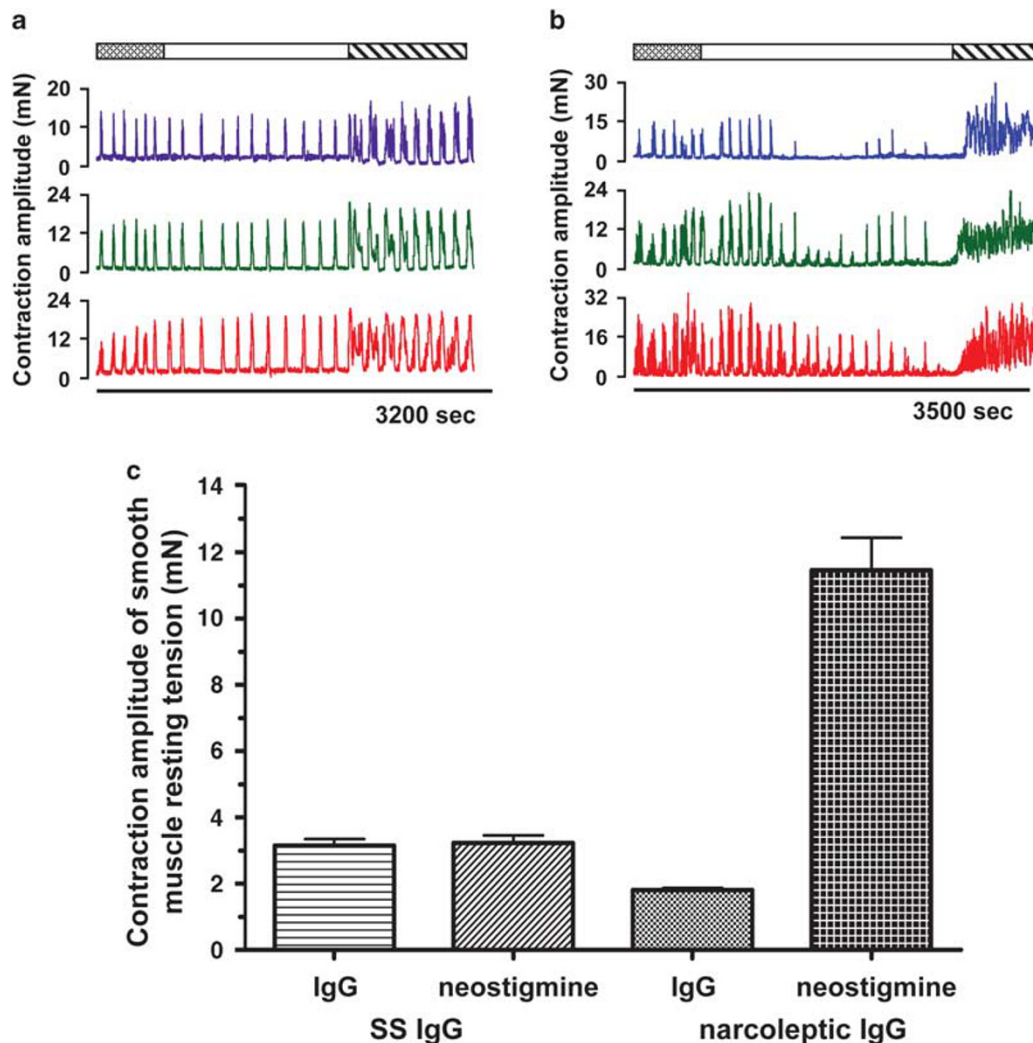 a
Contraction amplitude (mN)
20
10
0
24
12
0
24
12
0
3200 sec
b
Contraction amplitude (mN)
30
15
0
24
12
0
32
16
0
3500 sec
c
Contraction amplitude of smooth
muscle resting tension (mN)
14
12
10
8
6
4
2
0
IgG neostigmine IgG neostigmine
SS IgG narcoleptic IgG